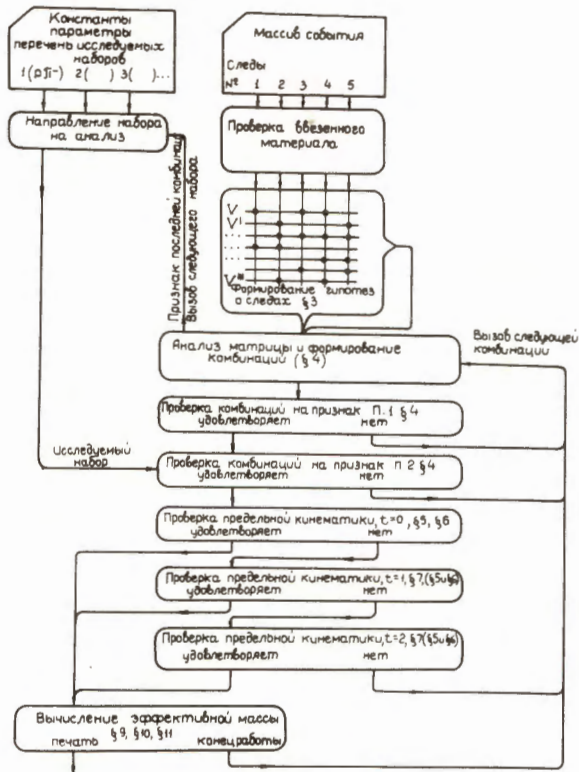 Константы
параметры
перечень исследуемых
наборов
1(рπ-) 2( ) 3( )...
Направление набора
на анализ
Массив события
Следы
№ 1 2 3 4 5
Проверка ввезенного
материала
V
V¹
...
...
...
Формирование гипотез
о следах §3
Признак последней комбинац
Вызов следующего набора
Анализ матрицы и формирование
комбинаций (§4)
Вызов следующей
комбинации
Проверка комбинаций на признак П.1 §4
удовлетворяет нет
Исследуемый
набор
Проверка комбинаций на признак П 2 §4
удовлетворяет нет
Проверка предельной кинематики, t=0, §5, §6
удовлетворяет нет
Проверка предельной кинематики, t=1, §7, (§5и§6)
удовлетворяет нет
Проверка предельной кинематики, t=2, §7(§5и§6)
удовлетворяет нет
Вычисление эффективной массы
§9, §10, §11
печать конец работы